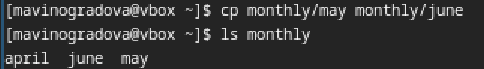 [mavinogradova@vbox ~]$ cp monthly/may monthly/june
[mavinogradova@vbox ~]$ ls monthly
april  june  may